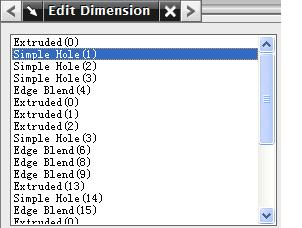 Edit Dimension
Extruded(0)
Simple Hole(1)
Simple Hole(2)
Simple Hole(3)
Edge Blend(4)
Extruded(0)
Extruded(1)
Extruded(2)
Simple Hole(3)
Edge Blend(6)
Edge Blend(8)
Edge Blend(9)
Extruded(13)
Simple Hole(14)
Edge Blend(15)
Extruded(0)